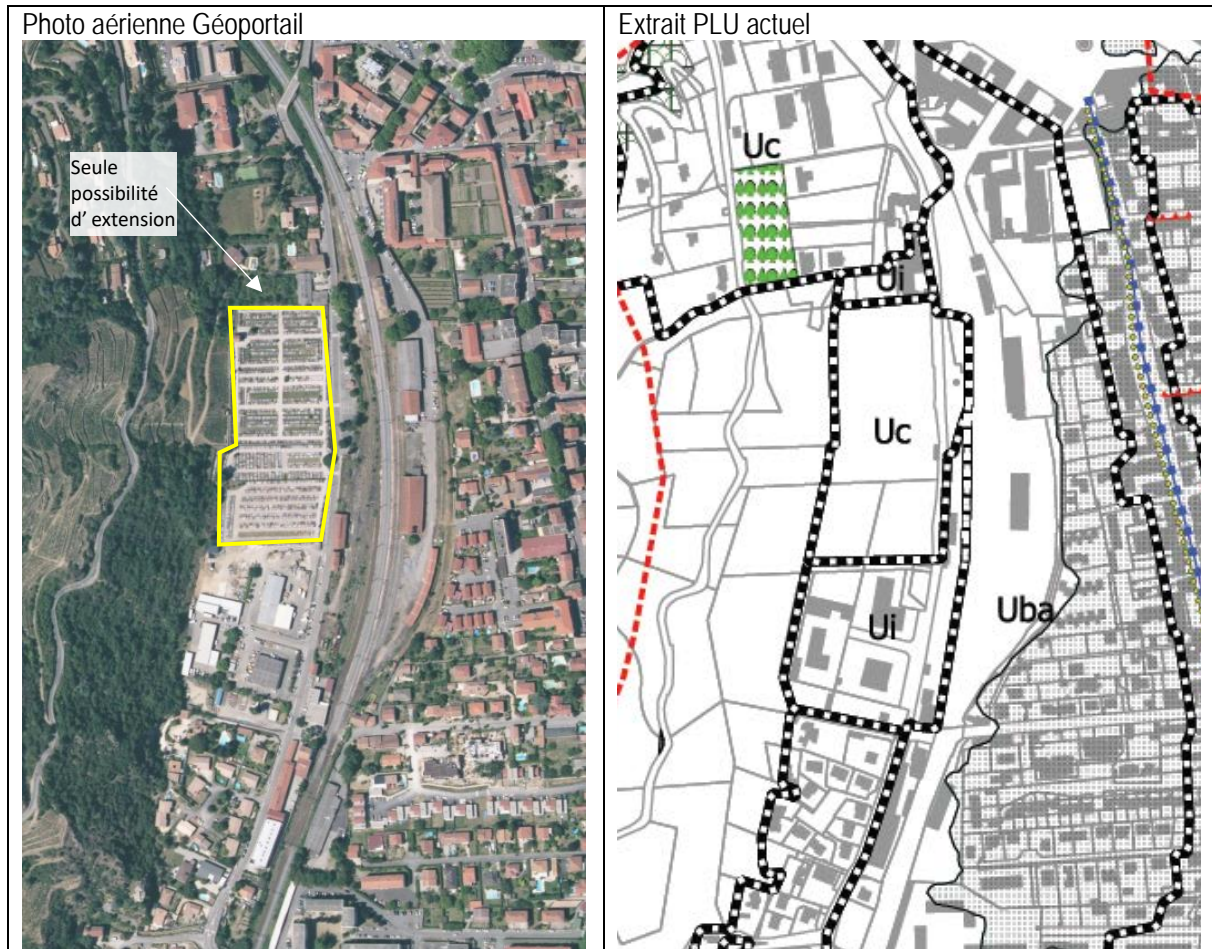 Photo aérienne Géoportail
Seule
possibilité
d’ extension
Extrait PLU actuel
Uc
Ui
Uc
Ui
Uba